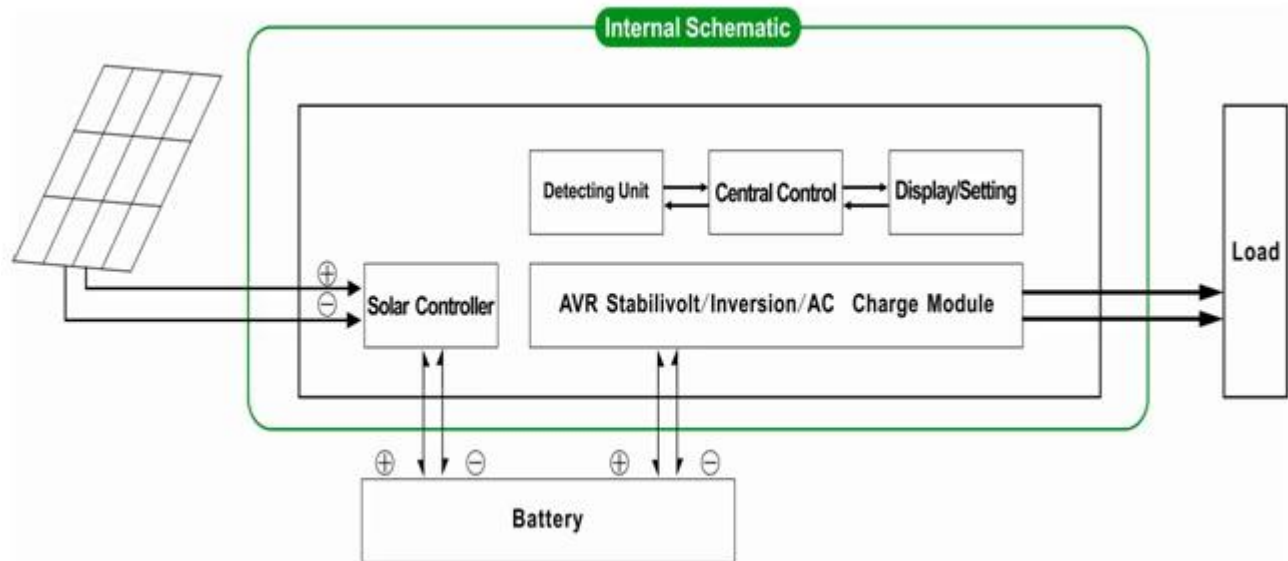 Internal Schematic
Detecting Unit
Central Control
Display/Setting
Load
⊕
⊖
Solar Controller
AVR Stabilivolt/Inversion/AC Charge Module
⊕ ⊖ ⊕ ⊖
Battery